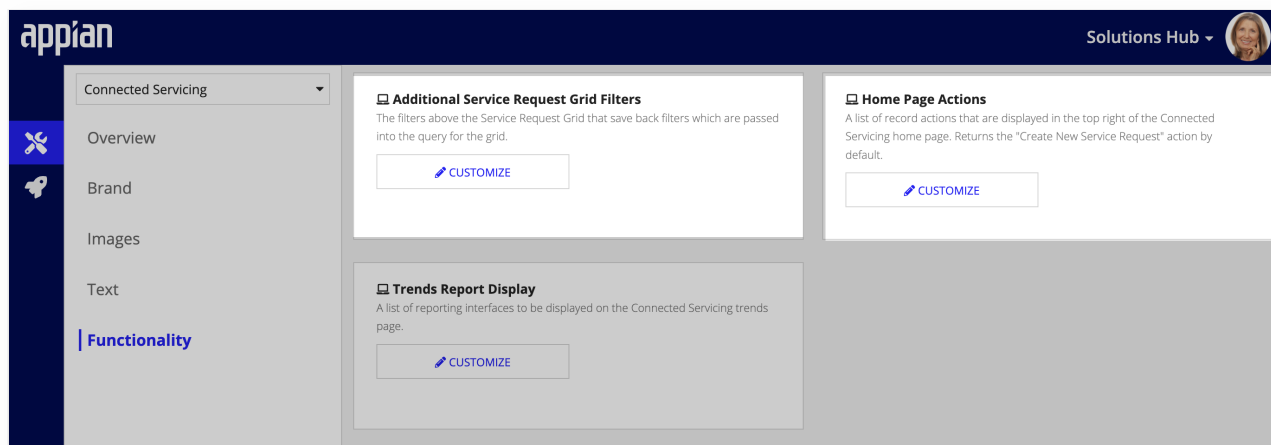 appian
Solutions Hub
Connected Servicing
Overview
Brand
Images
Text
Functionality
Additional Service Request Grid Filters
The filters above the Service Request Grid that save back filters which are passed
into the query for the grid.
CUSTOMIZE
Home Page Actions
A list of record actions that are displayed in the top right of the Connected
Servicing home page. Returns the "Create New Service Request" action by
default.
CUSTOMIZE
Trends Report Display
A list of reporting interfaces to be displayed on the Connected Servicing trends
page.
CUSTOMIZE